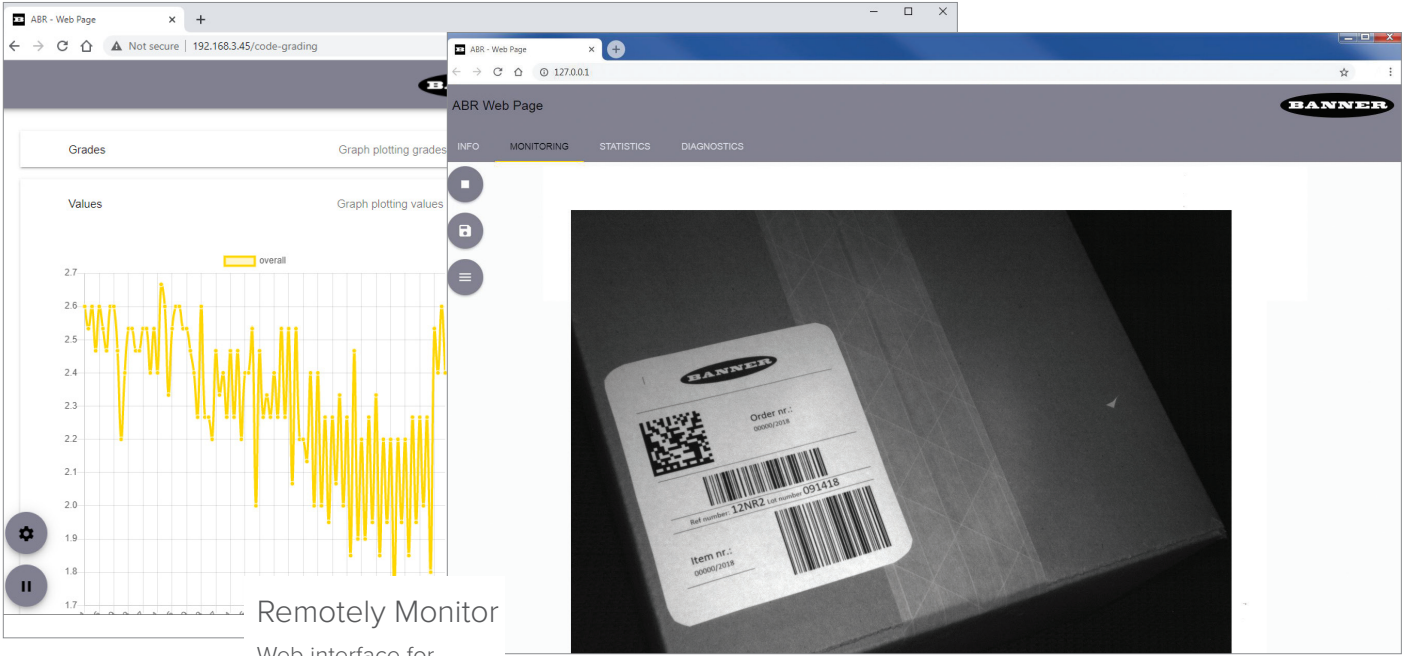 ABR - Web Page
Not secure | 192.168.3.45/code-grading
Grades Graph plotting grades
Values Graph plotting values
overall
2.7
2.6
2.5
2.4
2.3
2.2
2.1
2.0
1.9
1.8
1.7
Remotely Monitor
Web interface for
ABR - Web Page
127.0.0.1
ABR Web Page
BANNER
INFO MONITORING STATISTICS DIAGNOSTICS
BANNER
Order nr.:
00000/2018
Ref number: 12NR2 Lot number 091418
Item nr.:
00000/2018